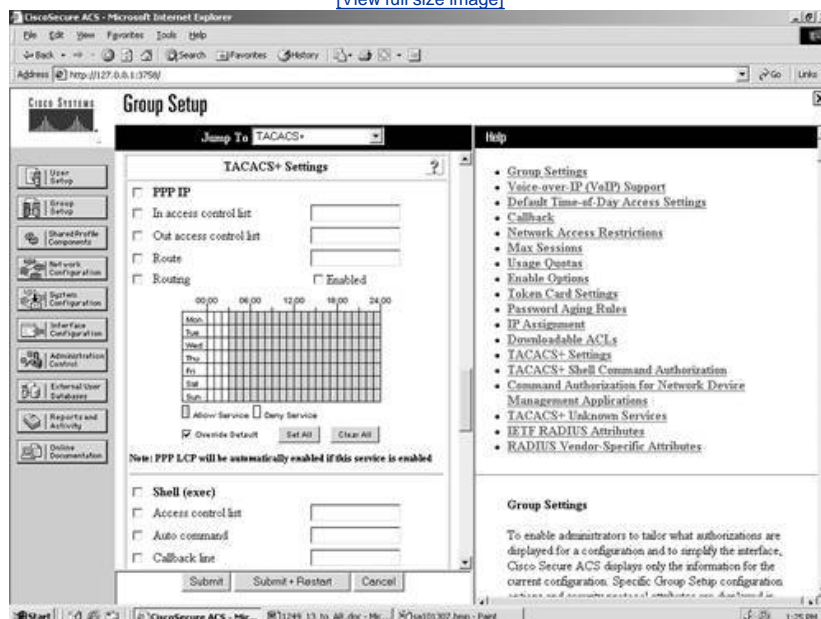 [View full size image]
CiscoSecure ACS - Microsoft Internet Explorer
File Edit View Favorites Tools Help
Back Search Favorites History
Address http://127.0.0.1:3758/ Go Links
Cisco Systems
Group Setup
Jump To TACACS+
User Setup
Group Setup
Shared Profile Components
Network Configuration
System Configuration
Interface Configuration
Administration Control
External User Databases
Reports and Activity
Online Documentation
TACACS+ Settings ?
PPP IP
In access control list
Out access control list
Route
Routing Enabled
00:00 06:00 12:00 18:00 24:00
Mon
Tue
Wed
Thu
Fri
Sat
Sun
Allow Service Deny Service
Override Default Set All Clear All
Note: PPP LCP will be automatically enabled if this service is enabled
Shell (exec)
Access control list
Auto command
Callback line
Submit Submit + Restart Cancel
Help
Group Settings
Voice-over-IP (VoIP) Support
Default Time-of-Day Access Settings
Callback
Network Access Restrictions
Max Sessions
Usage Quotas
Enable Options
Token Card Settings
Password Aging Rules
IP Assignment
Downloadable ACLs
TACACS+ Settings
TACACS+ Shell Command Authorization
Command Authorization for Network Device
Management Applications
TACACS+ Unknown Services
IETF RADIUS Attributes
RADIUS Vendor-Specific Attributes
Group Settings
To enable administrators to tailor what authorizations are
displayed for a configuration and to simplify the interface,
Cisco Secure ACS displays only the information for the
current configuration. Specific Group Setup configuration
Start
CiscoSecure ACS - Mic...
1:25 PM